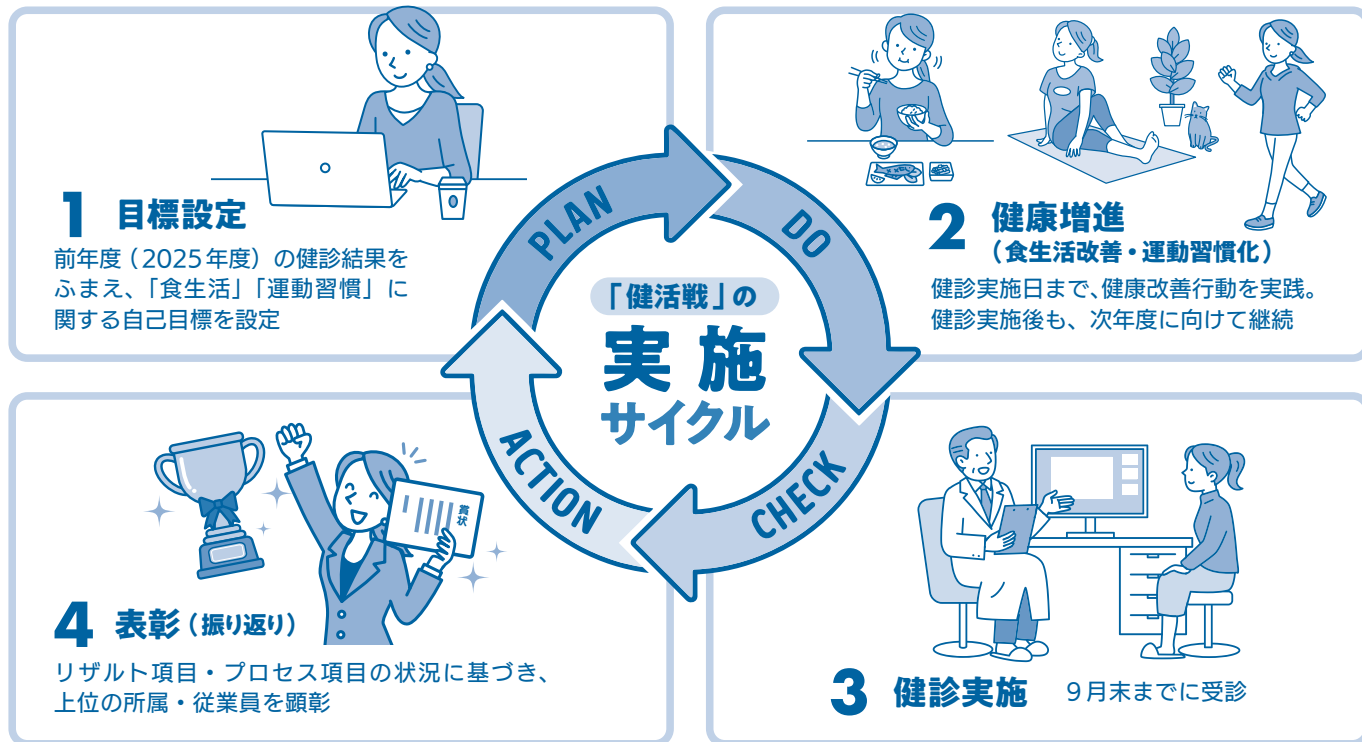 1 目標設定
前年度（2025年度）の健診結果を
ふまえ、「食生活」「運動習慣」に
関する自己目標を設定
2 健康増進
（食生活改善・運動習慣化）
健診実施日まで、健康改善行動を実践。
健診実施後も、次年度に向けて継続
PLAN
DO
CHECK
ACTION
「健活戦」の
実施
サイクル
3 健診実施 9月末までに受診
賞状
4 表彰（振り返り）
リザルト項目・プロセス項目の状況に基づき、
上位の所属・従業員を顕彰